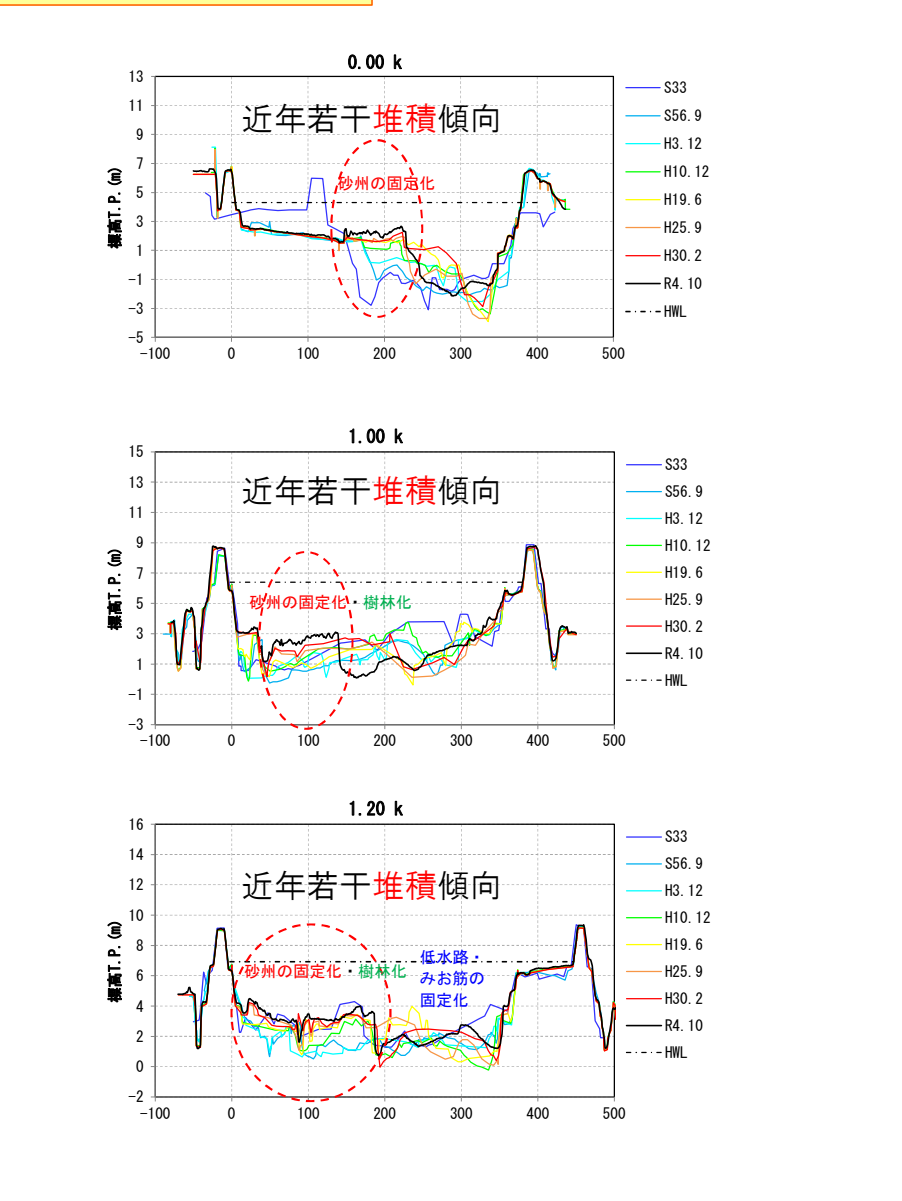 0.00 k
13
11
9
7
5
3
1
-1
-3
-5
標高T.P.(m)
-100 0 100 200 300 400 500
近年若干堆積傾向
砂州の固定化
S33
S56.9
H3.12
H10.12
H19.6
H25.9
H30.2
R4.10
HWL
1.00 k
15
13
11
9
7
5
3
1
-1
-3
標高T.P.(m)
-100 0 100 200 300 400 500
近年若干堆積傾向
砂州の固定化・樹林化
S33
S56.9
H3.12
H10.12
H19.6
H25.9
H30.2
R4.10
HWL
1.20 k
16
14
12
10
8
6
4
2
0
-2
標高T.P.(m)
-100 0 100 200 300 400 500
近年若干堆積傾向
砂州の固定化・樹林化
低水路・
みお筋の
固定化
S33
S56.9
H3.12
H10.12
H19.6
H25.9
H30.2
R4.10
HWL